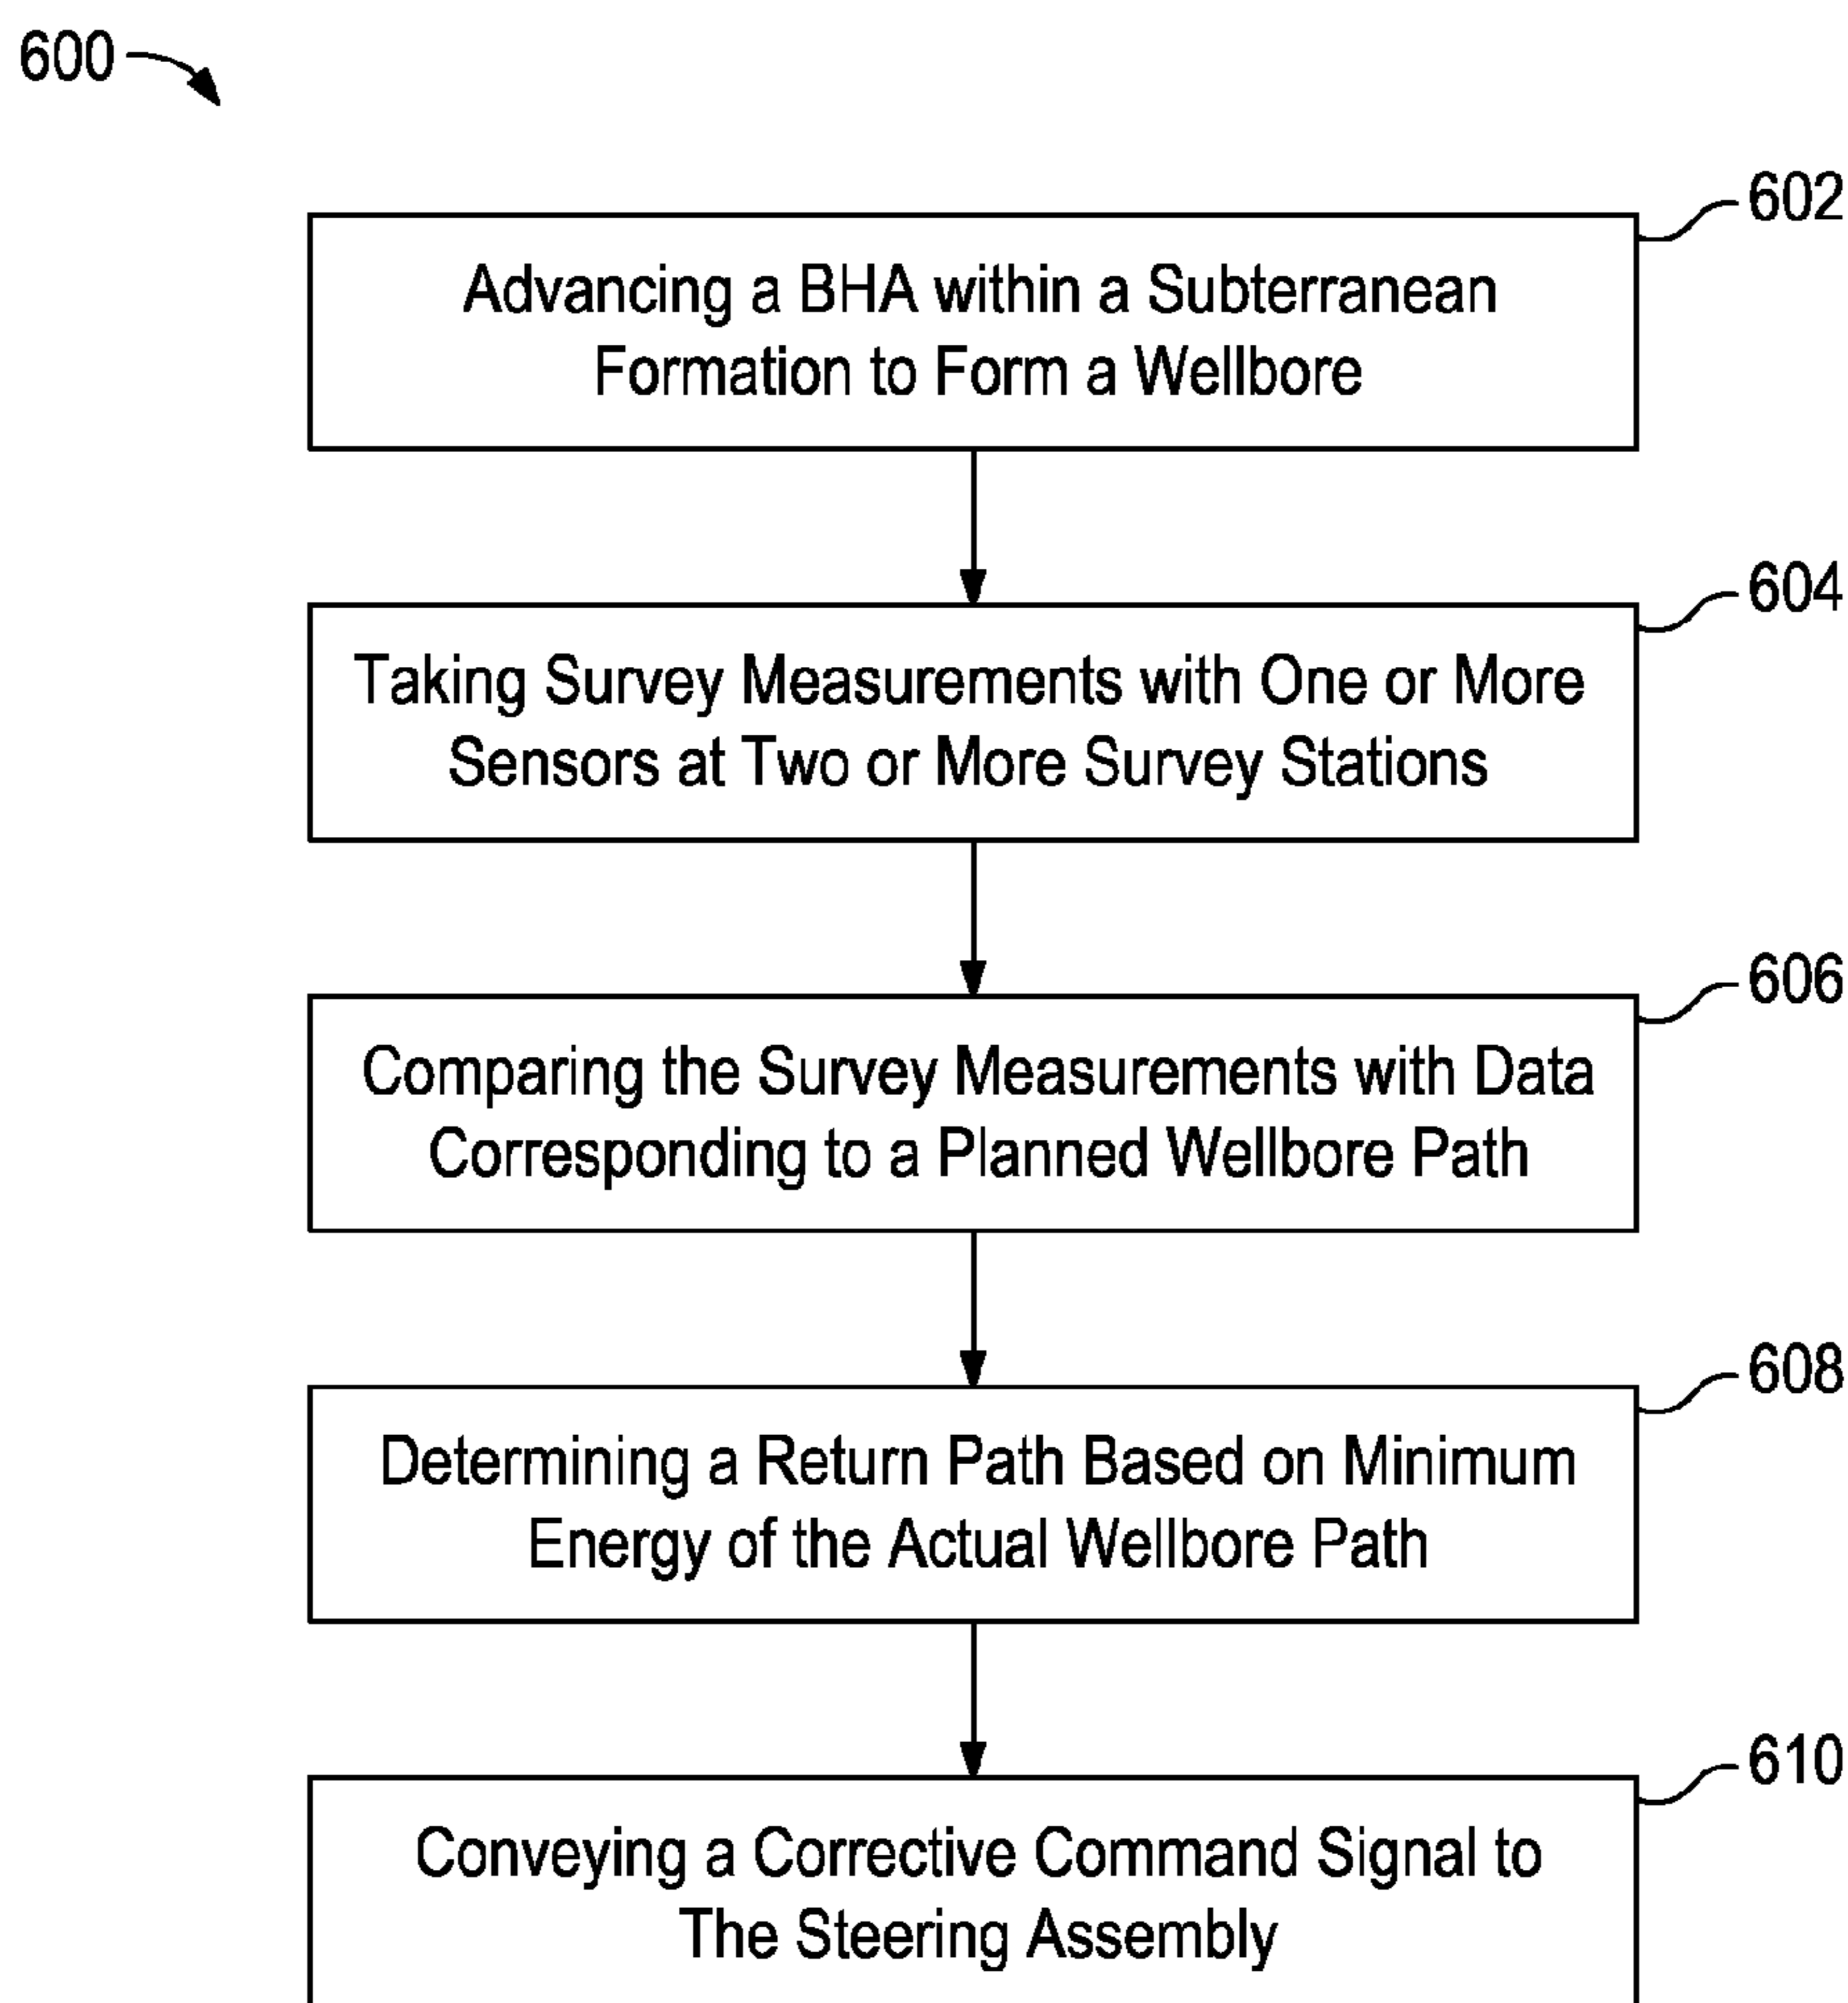 600
602
Advancing a BHA within a Subterranean
Formation to Form a Wellbore
604
Taking Survey Measurements with One or More
Sensors at Two or More Survey Stations
606
Comparing the Survey Measurements with Data
Corresponding to a Planned Wellbore Path
608
Determining a Return Path Based on Minimum
Energy of the Actual Wellbore Path
610
Conveying a Corrective Command Signal to
The Steering Assembly